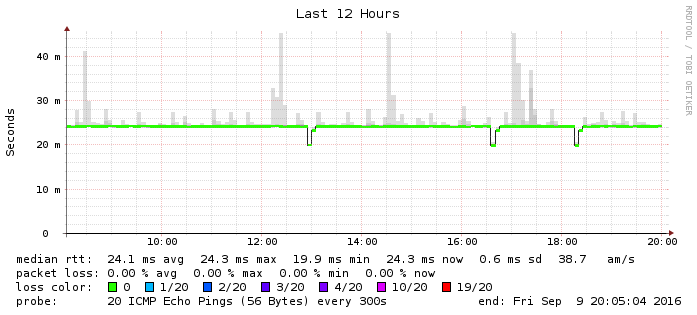 Last 12 Hours
RRDTOOL / TOBI OETIKER
Seconds
40 m
30 m
20 m
10 m
0
10:00 12:00 14:00 16:00 18:00 20:00
median rtt: 24.1 ms avg 24.3 ms max 19.9 ms min 24.3 ms now 0.6 ms sd 38.7 am/s
packet loss: 0.00 % avg 0.00 % max 0.00 % min 0.00 % now
loss color: 0 1/20 2/20 3/20 4/20 10/20 19/20
probe: 20 ICMP Echo Pings (56 Bytes) every 300s end: Fri Sep 9 20:05:04 2016